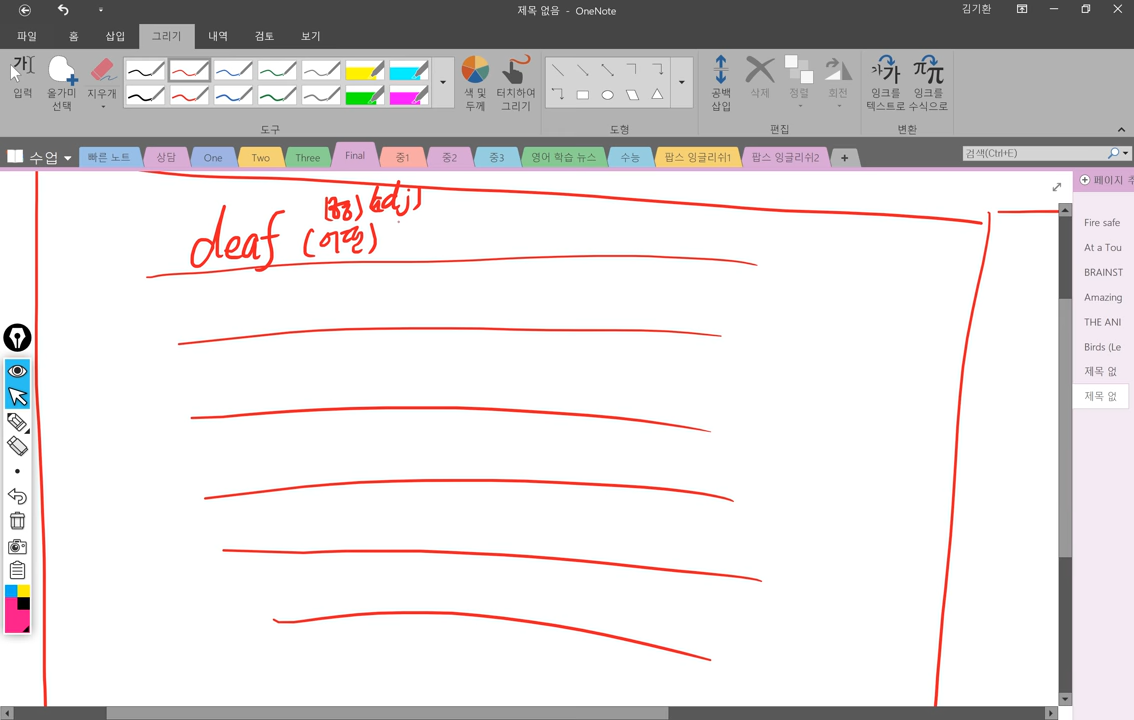 제목 없음 - OneNote
김기환
파일 홈 삽입 그리기 내역 검토 보기
입력
올가미 선택
지우개
색 및 두께
터치하여 그리기
공백 삽입
삭제
정렬
회전
잉크를 텍스트로
잉크를 수식으로
도구
도형
편집
변환
수업
빠른 노트 상담 One Two Three Final 중1 중2 중3 영어 학습 뉴스 수능 팝스 잉글리쉬1 팝스 잉글리쉬2
검색(Ctrl+E)
페이지 추
Fire safe
At a Tou
BRAINST
Amazing
THE ANI
Birds (Le
제목 없
제목 없
(adj)
deaf